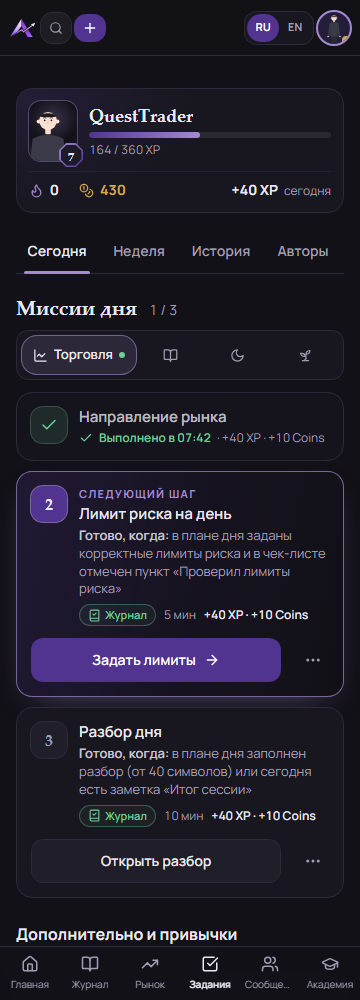 RU EN
QuestTrader
7
164 / 360 XP
0 430 +40 XP сегодня
Сегодня Неделя История Авторы
Миссии дня 1 / 3
Торговля
Направление рынка
Выполнено в 07:42 · +40 XP · +10 Coins
2
СЛЕДУЮЩИЙ ШАГ
Лимит риска на день
Готово, когда: в плане дня заданы
корректные лимиты риска и в чек-листе
отмечен пункт «Проверил лимиты
риска»
Журнал 5 мин +40 XP · +10 Coins
Задать лимиты → ...
3
Разбор дня
Готово, когда: в плане дня заполнен
разбор (от 40 символов) или сегодня
есть заметка «Итог сессии»
Журнал 10 мин +40 XP · +10 Coins
Открыть разбор ...
Дополнительно и привычки
Главная Журнал Рынок Задания Сообще... Академия